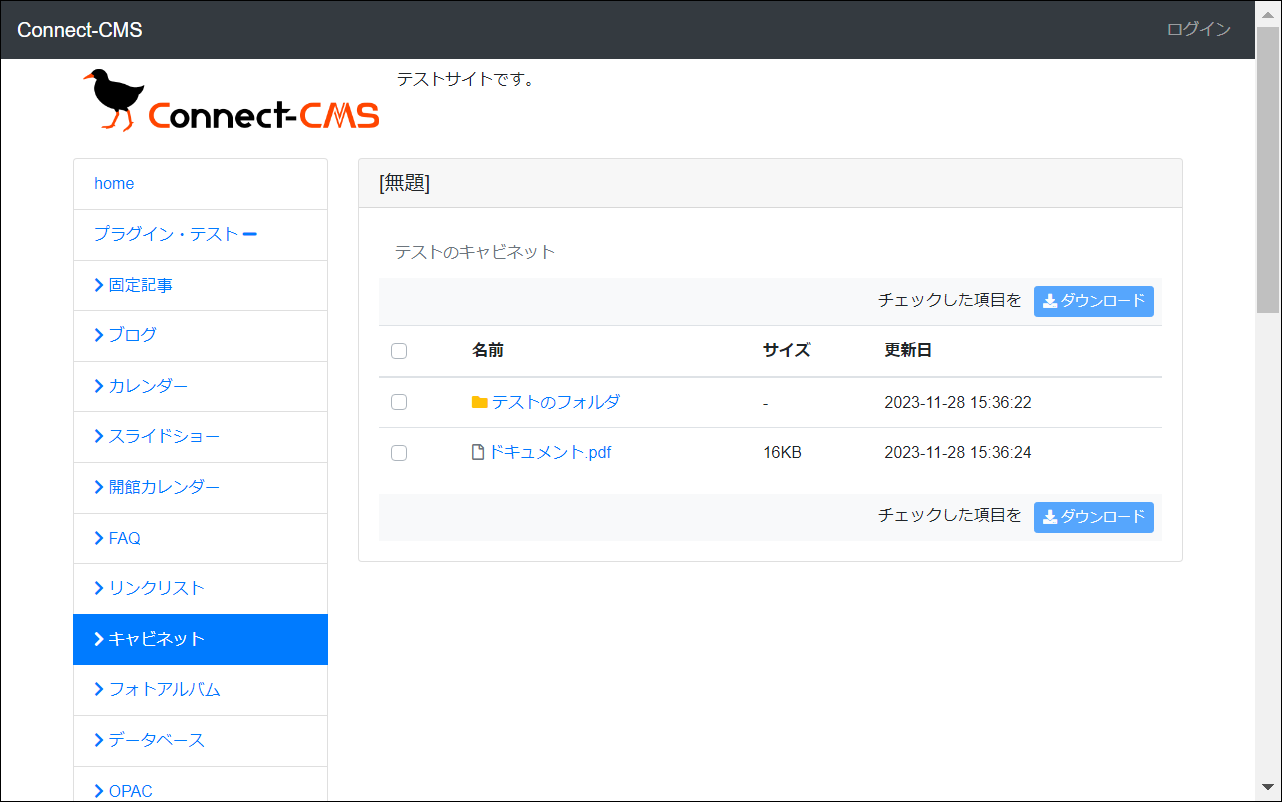 Connect-CMS ログイン
Connect-CMS
テストサイトです。
home
プラグイン・テスト
固定記事
ブログ
カレンダー
スライドショー
開館カレンダー
FAQ
リンクリスト
キャビネット
フォトアルバム
データベース
OPAC
[無題]
テストのキャビネット
チェックした項目を ダウンロード
名前 サイズ 更新日
テストのフォルダ - 2023-11-28 15:36:22
ドキュメント.pdf 16KB 2023-11-28 15:36:24
チェックした項目を ダウンロード